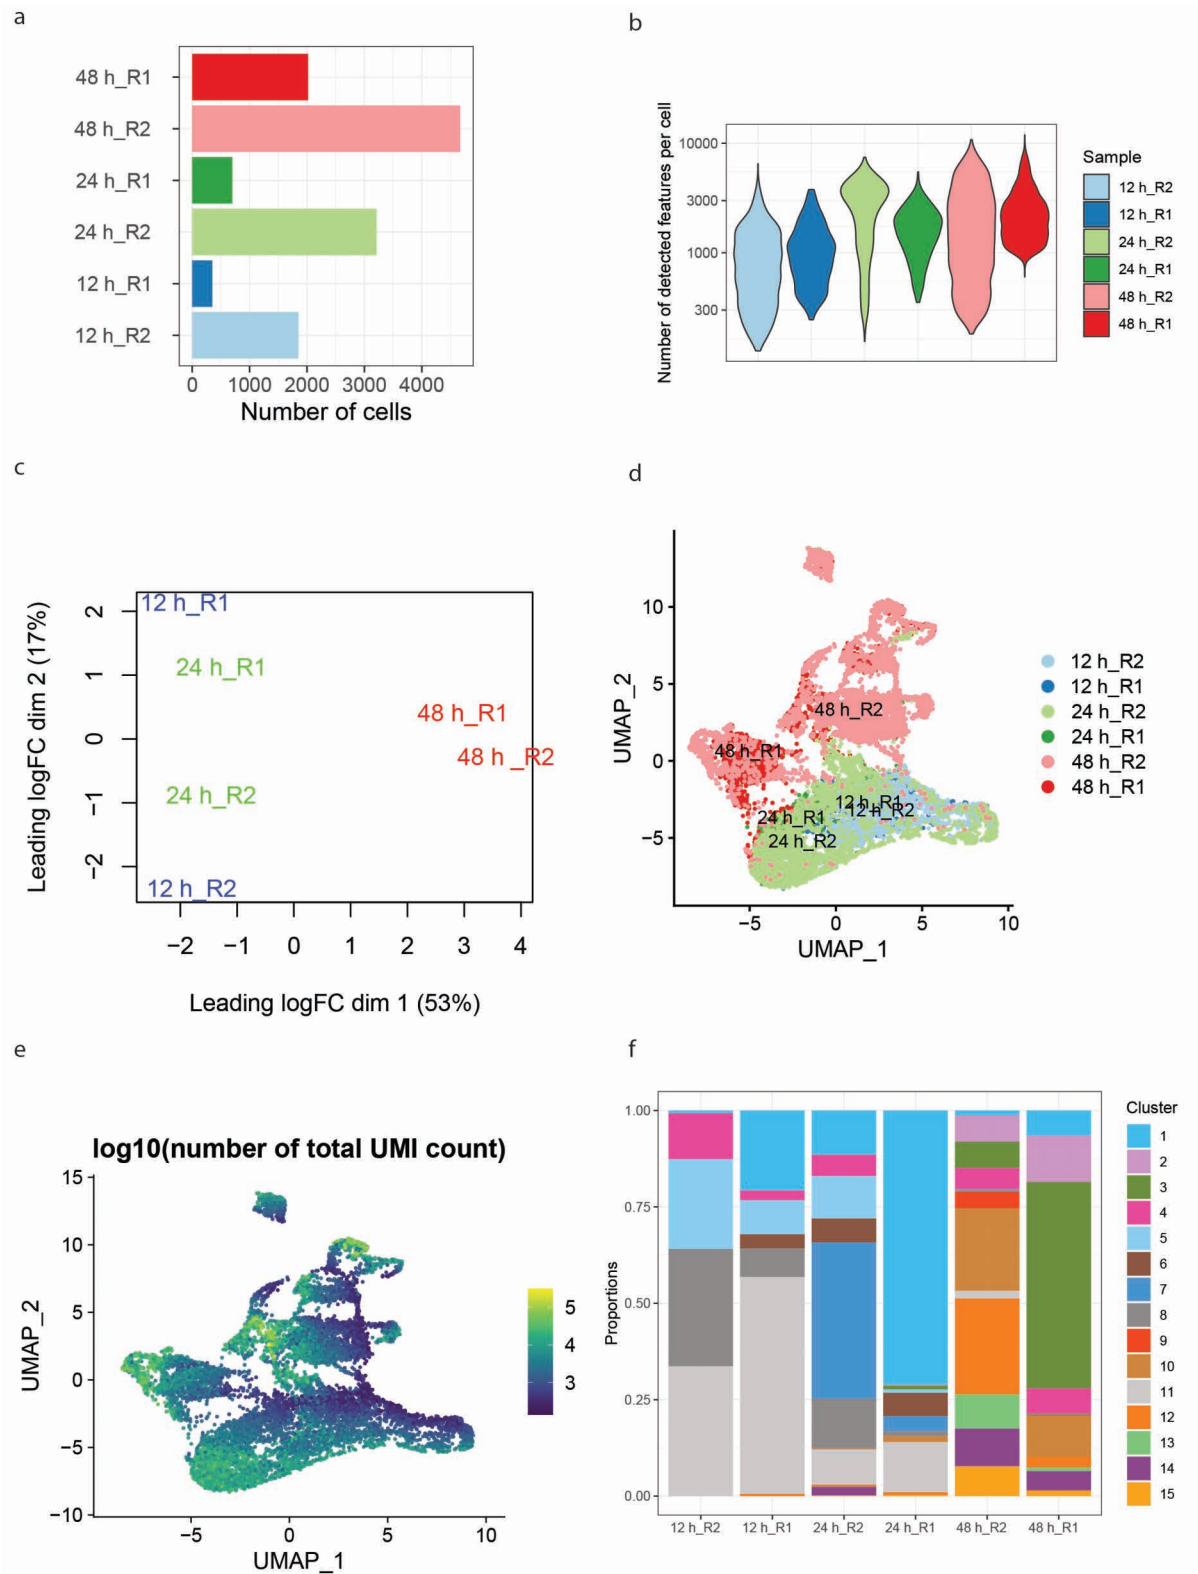 a
48 h_R1
48 h_R2
24 h_R1
24 h_R2
12 h_R1
12 h_R2
0 1000 2000 3000 4000
Number of cells
b
Number of detected features per cell
10000
3000
1000
300
Sample
12 h_R2
12 h_R1
24 h_R2
24 h_R1
48 h_R2
48 h_R1
c
Leading logFC dim 2 (17%)
2
1
0
−1
−2
12 h_R1
24 h_R1
48 h_R1
48 h _R2
24 h_R2
12 h_R2
−2 −1 0 1 2 3 4
Leading logFC dim 1 (53%)
d
UMAP_2
10
5
0
−5
48 h_R2
48 h_R1
12 h_R1
12 h_R2
24 h_R1
24 h_R2
−5 0 5 10
UMAP_1
12 h_R2
12 h_R1
24 h_R2
24 h_R1
48 h_R2
48 h_R1
e
log10(number of total UMI count)
UMAP_2
15
10
5
0
−5
−10
−5 0 5 10
UMAP_1
5
4
3
f
Proportions
1.00
0.75
0.50
0.25
0.00
12 h_R2 12 h_R1 24 h_R2 24 h_R1 48 h_R2 48 h_R1
Cluster
1
2
3
4
5
6
7
8
9
10
11
12
13
14
15